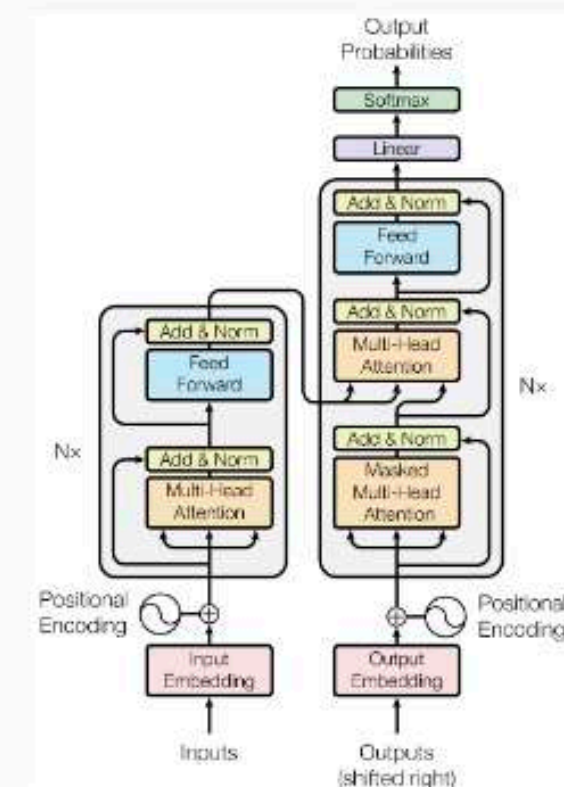 Output
Probabilities
Softmax
Linear
Add & Norm
Feed
Forward
Add & Norm
Multi-Head
Attention
Nx
Add & Norm
Masked
Multi-Head
Attention
Add & Norm
Feed
Forward
Nx
Add & Norm
Multi-Head
Attention
Positional
Encoding
Positional
Encoding
Input
Embedding
Output
Embedding
Inputs
Outputs
(shifted right)